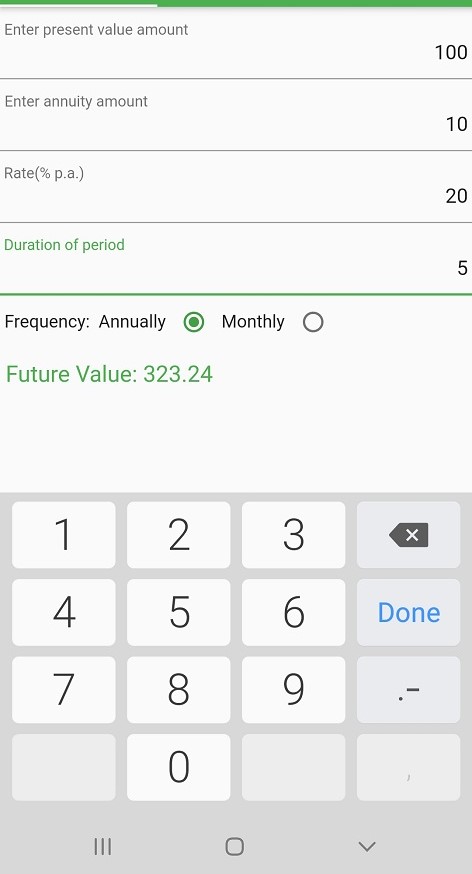 Enter present value amount
100
Enter annuity amount
10
Rate(% p.a.)
20
Duration of period
5
Frequency: Annually Monthly
Future Value: 323.24
1 2 3
4 5 6 Done
7 8 9 .-
0 ,